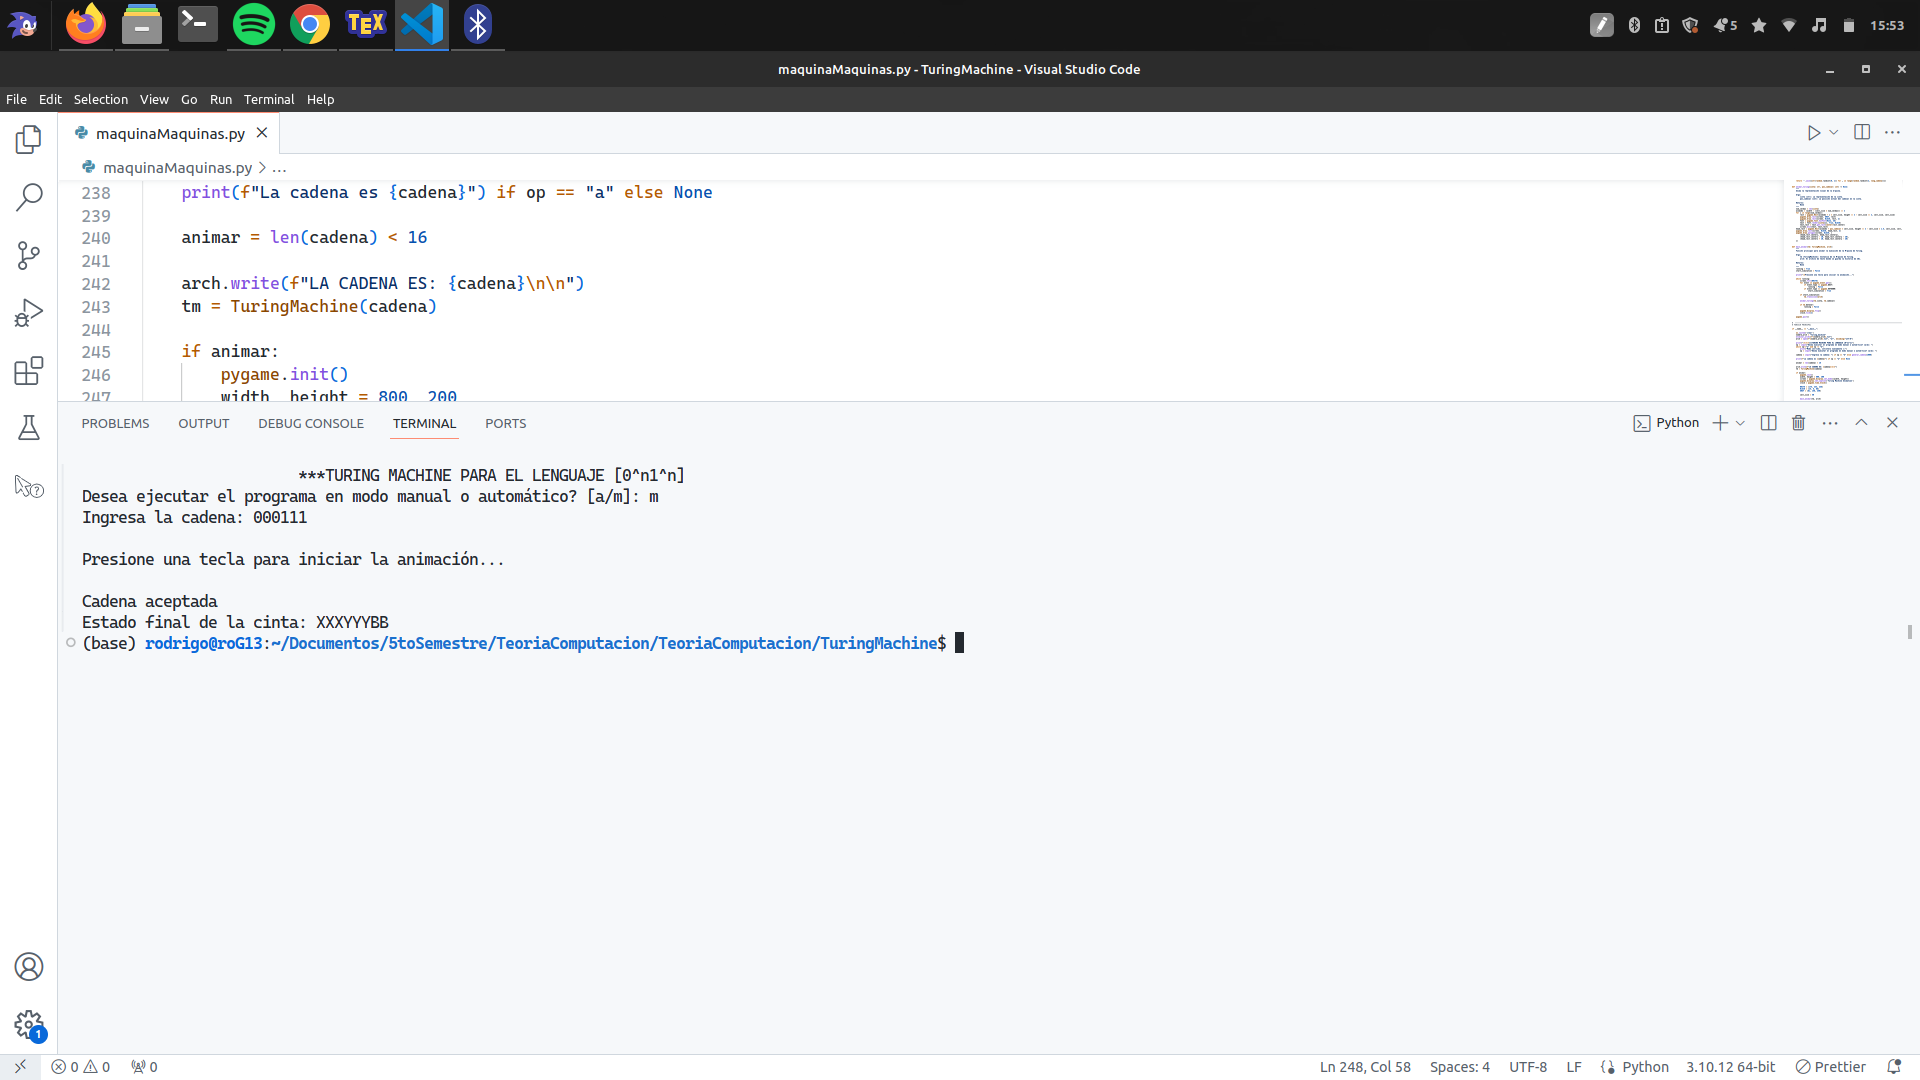 TEX
5
15:53
maquinaMaquinas.py - TuringMachine - Visual Studio Code
File Edit Selection View Go Run Terminal Help
maquinaMaquinas.py
maquinaMaquinas.py > ...
238 print(f"La cadena es {cadena}") if op == "a" else None
239
240 animar = len(cadena) < 16
241
242 arch.write(f"LA CADENA ES: {cadena}\n\n")
243 tm = TuringMachine(cadena)
244
245 if animar:
246 pygame.init()
247 width, height = 800, 200
PROBLEMS OUTPUT DEBUG CONSOLE TERMINAL PORTS
Python
***TURING MACHINE PARA EL LENGUAJE [0^n1^n]
Desea ejecutar el programa en modo manual o automático? [a/m]: m
Ingresa la cadena: 000111
Presione una tecla para iniciar la animación...
Cadena aceptada
Estado final de la cinta: XXXYYYBB
(base) rodrigo@roG13:~/Documentos/5toSemestre/TeoriaComputacion/TeoriaComputacion/TuringMachine$
1
0 0 0
Ln 248, Col 58 Spaces: 4 UTF-8 LF Python 3.10.12 64-bit Prettier